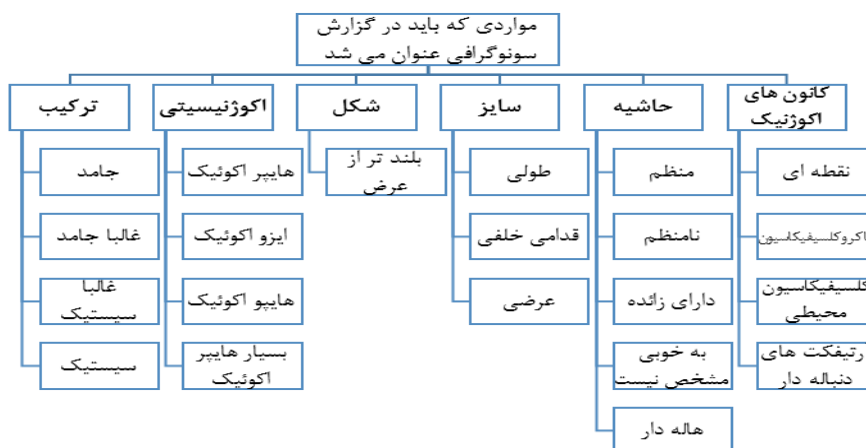 مواردی که باید در گزارش
سونوگرافی عنوان می شد
کانون های
اکوژنیک
حاشیه
سایز
شکل
اکوژنیسیتی
ترکیب
نقطه ای
اکروکلسیفیکاسیون
کلسیفیکاسیون
محیطی
رتیفکت های
دنباله دار
منظم
نامنظم
دارای زائده
به خوبی
مشخص نیست
هاله دار
طولی
قدامی خلفی
عرضی
بلند تر از
عرض
هایپر اکوئیک
ایزو اکوئیک
هایپو اکوئیک
بسیار هایپر
اکوئیک
جامد
غالبا جامد
غالبا
سیستیک
سیستیک